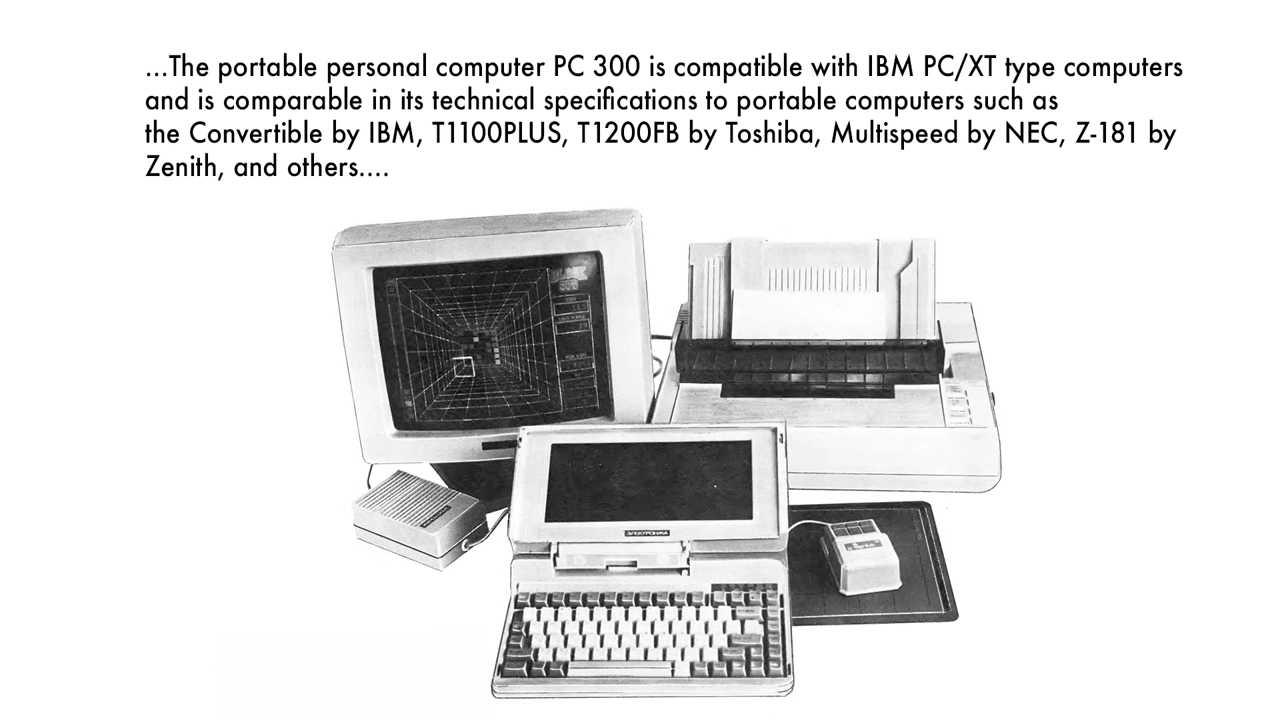 ...The portable personal computer PC 300 is compatible with IBM PC/XT type computers
and is comparable in its technical specifications to portable computers such as
the Convertible by IBM, T1100PLUS, T1200FB by Toshiba, Multispeed by NEC, Z-181 by
Zenith, and others....
ЭЛЕКТРОНИКА